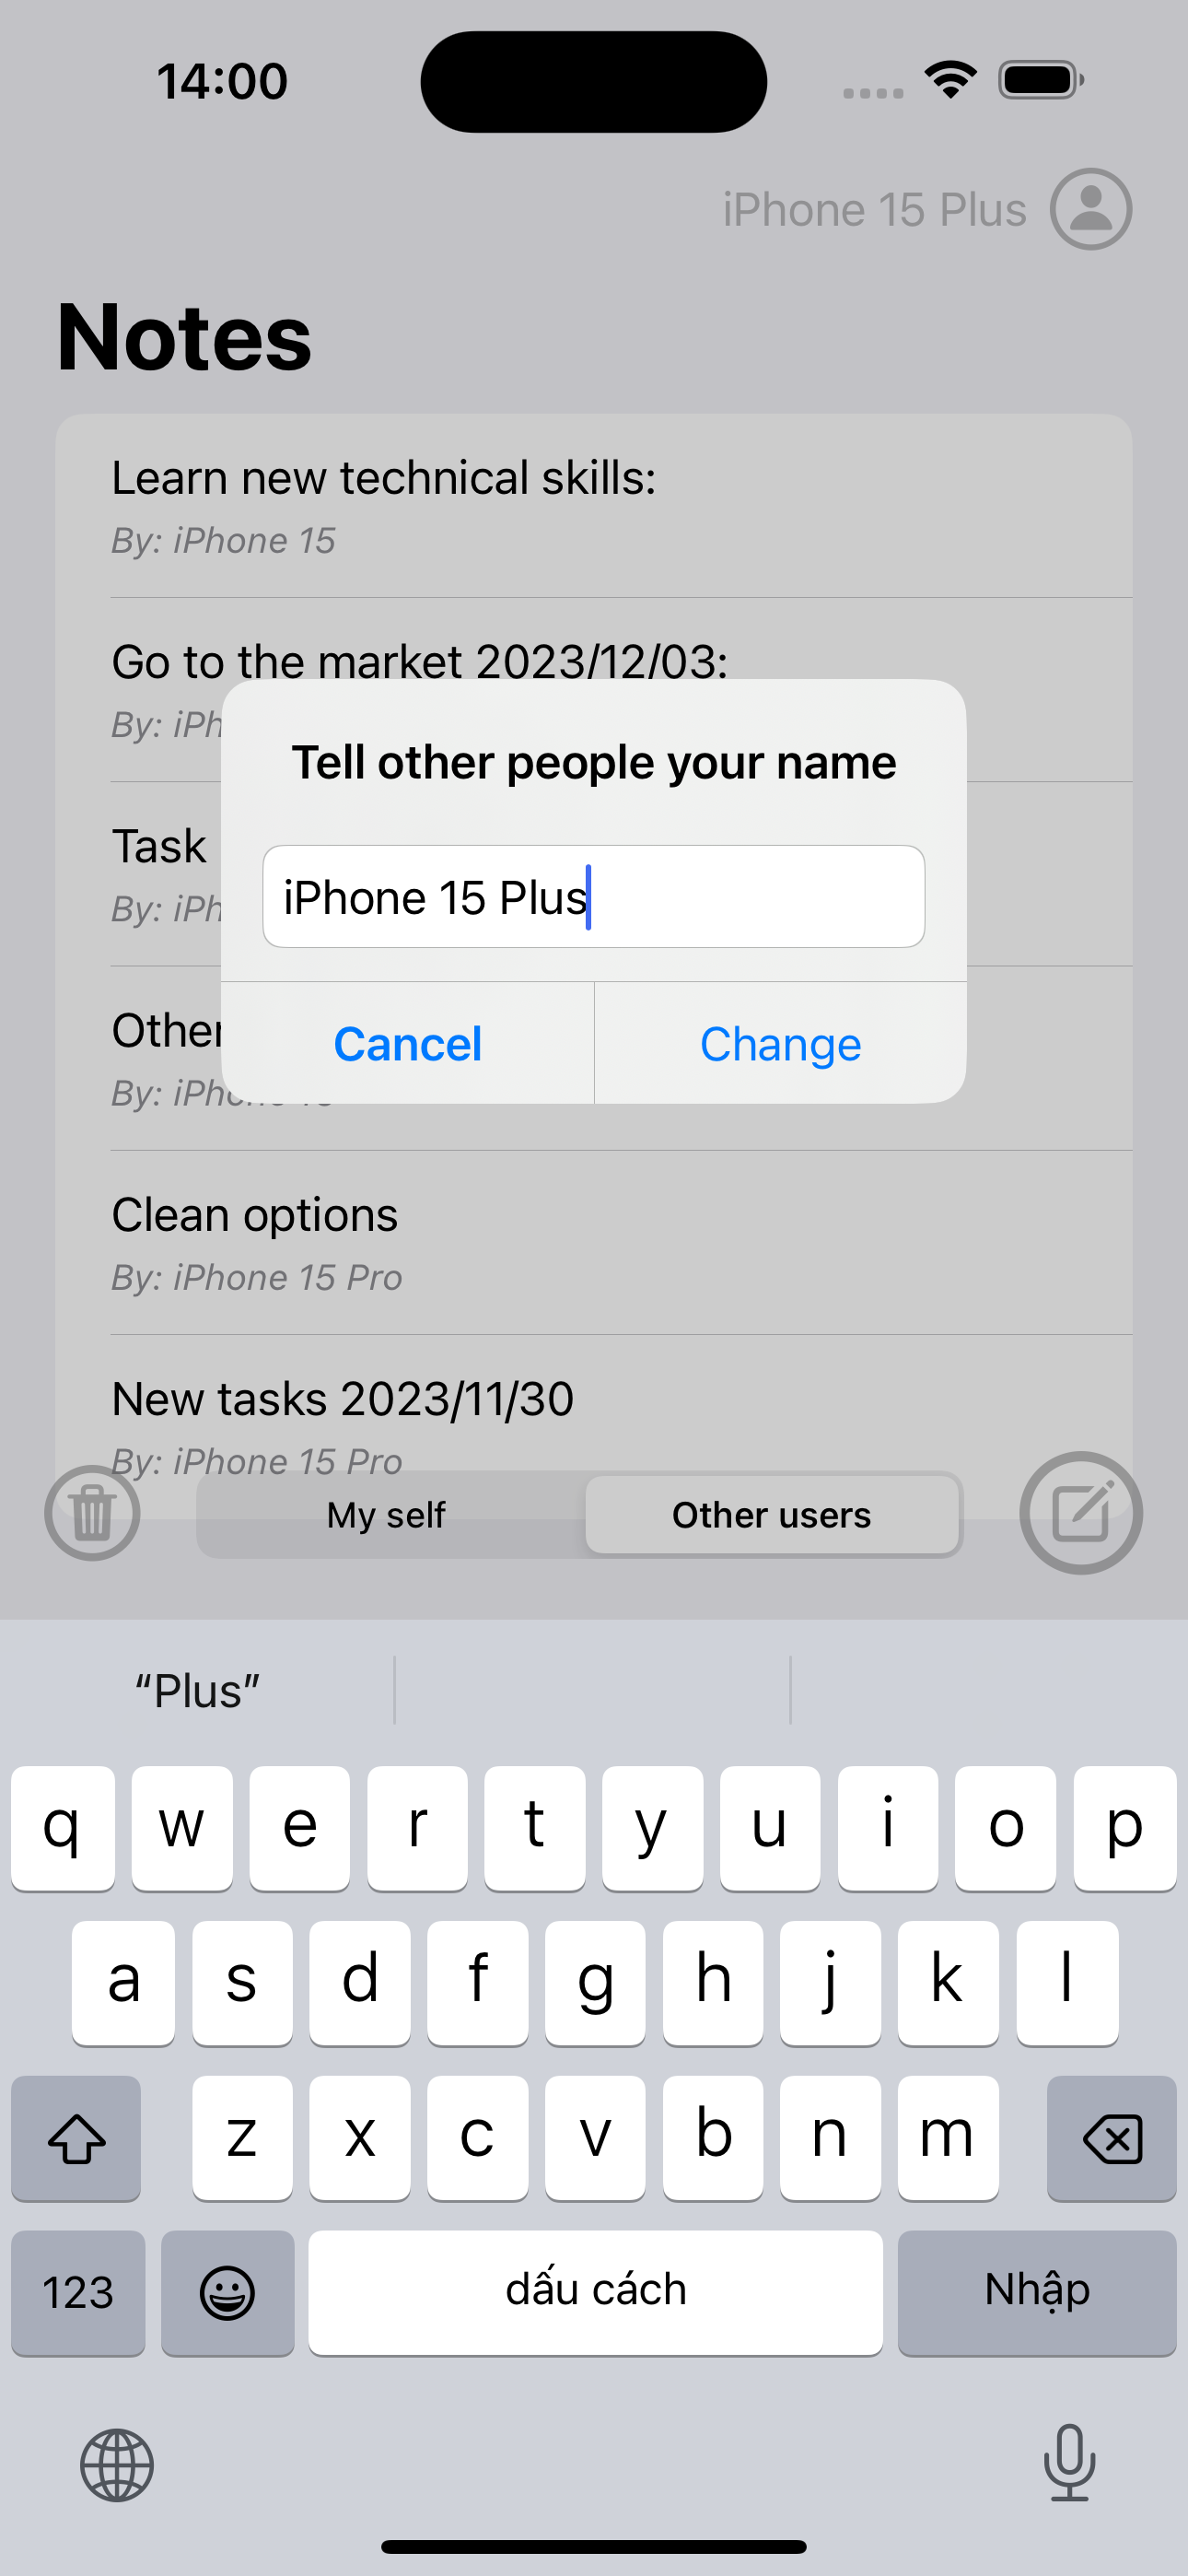 14:00
iPhone 15 Plus
Notes
Learn new technical skills:
By: iPhone 15
Go to the market 2023/12/03:
By: iPh
Tell other people your name
Task
iPhone 15 Plus
By: iPh
Other
Cancel Change
By: iPho
Clean options
By: iPhone 15 Pro
New tasks 2023/11/30
By: iPhone 15 Pro
My self Other users
“Plus”
q w e r t y u i o p
a s d f g h j k l
z x c v b n m
123 dấu cách Nhập